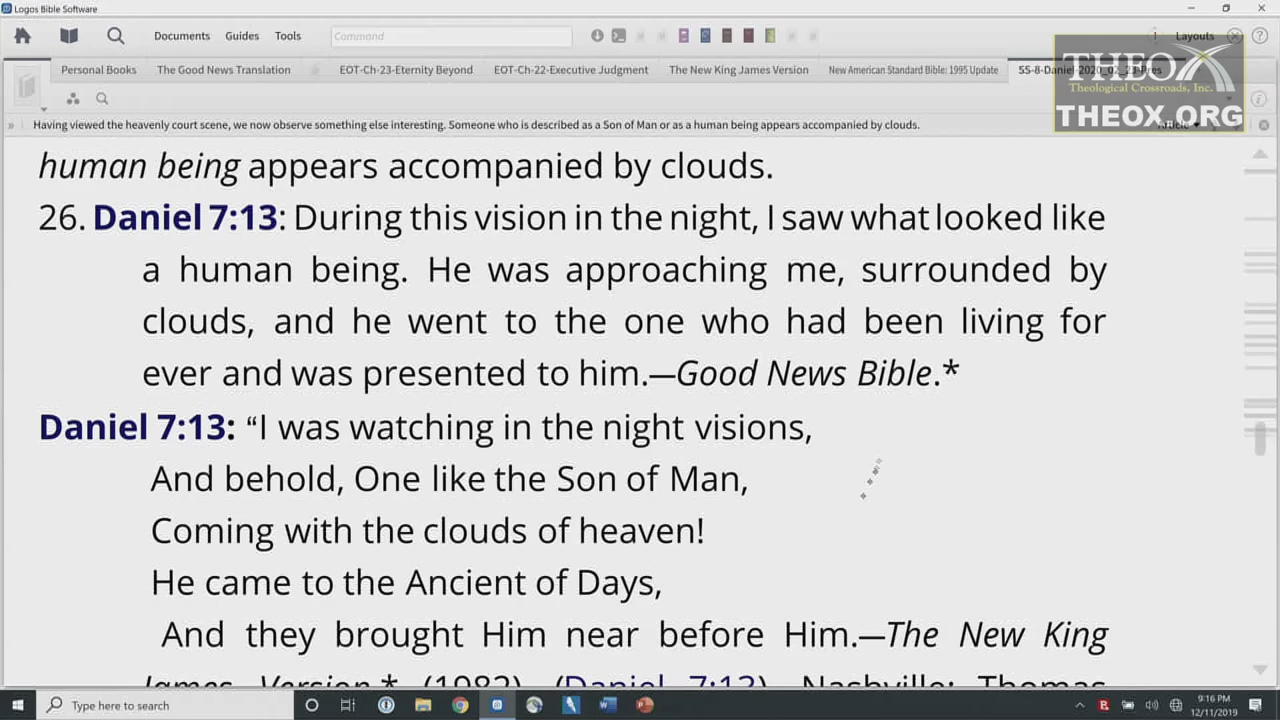 Logos Bible Software
Documents Guides Tools Command Layouts
THEOX
Theological Crossroads, Inc.
THEOX.ORG
Personal Books The Good News Translation Beyond EOT-Ch-22-Executive Judgment The New King James Version New American Standard Bible: 1995 Update
Having viewed the heavenly court scene, we now observe something else interesting. Someone who is described as a Son of Man or as a human being appears accompanied by clouds.
human being appears accompanied by clouds.
26. Daniel 7:13: During this vision in the night, I saw what looked like
a human being. He was approaching me, surrounded by
clouds, and he went to the one who had been living for
ever and was presented to him.—Good News Bible.*
Daniel 7:13: “I was watching in the night visions,
And behold, One like the Son of Man,
Coming with the clouds of heaven!
He came to the Ancient of Days,
And they brought Him near before Him.—The New King
James Version.* (1982). (Daniel 7:13). Nashville: Thomas
Type here to search
9:16 PM
12/11/2019